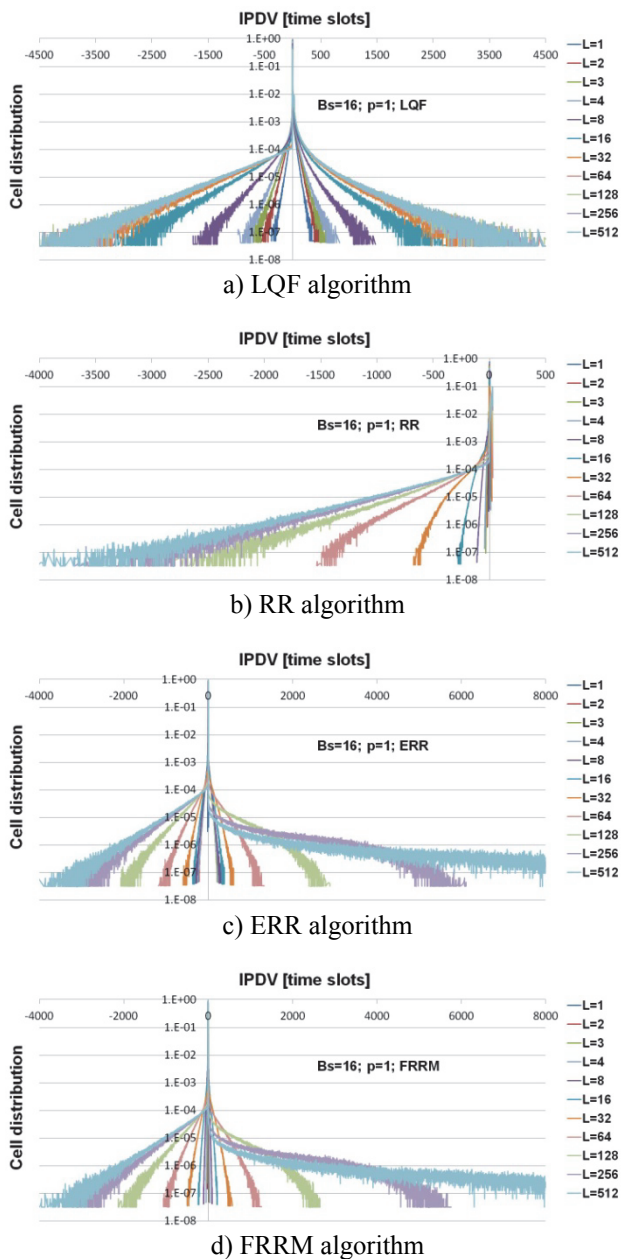 IPDV [time slots]
-4500 -3500 -2500 -1500 -500 500 1500 2500 3500 4500
1.E+00
1.E-01
1.E-02
1.E-03
1.E-04
1.E-05
1.E-06
1.E-07
1.E-08
Cell distribution
Bs=16; p=1; LQF
L=1
L=2
L=3
L=4
L=8
L=16
L=32
L=64
L=128
L=256
L=512
a) LQF algorithm
IPDV [time slots]
-4000 -3500 -3000 -2500 -2000 -1500 -1000 -500 0 500
1.E+00
1.E-01
1.E-02
1.E-03
1.E-04
1.E-05
1.E-06
1.E-07
1.E-08
Cell distribution
Bs=16; p=1; RR
L=1
L=2
L=3
L=4
L=8
L=16
L=32
L=64
L=128
L=256
L=512
b) RR algorithm
IPDV [time slots]
-4000 -2000 0 2000 4000 6000 8000
1.E+00
1.E-01
1.E-02
1.E-03
1.E-04
1.E-05
1.E-06
1.E-07
1.E-08
Cell distribution
Bs=16; p=1; ERR
L=1
L=2
L=3
L=4
L=8
L=16
L=32
L=64
L=128
L=256
L=512
c) ERR algorithm
IPDV [time slots]
-4000 -2000 0 2000 4000 6000 8000
1.E+00
1.E-01
1.E-02
1.E-03
1.E-04
1.E-05
1.E-06
1.E-07
1.E-08
Cell distribution
Bs=16; p=1; FRRM
L=1
L=2
L=3
L=4
L=8
L=16
L=32
L=64
L=128
L=256
L=512
d) FRRM algorithm